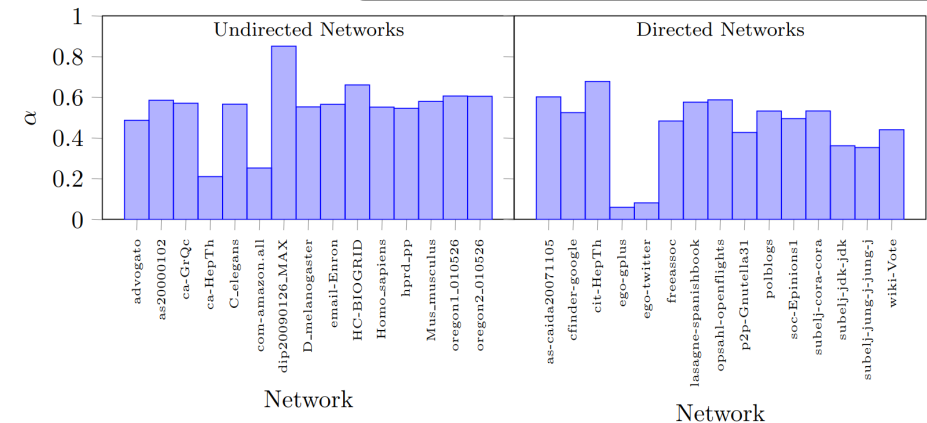 1
0.8
0.6
0.4
0.2
0
α
Undirected Networks
advogato
as20000102
ca-GrQc
ca-HepTh
C_elegans
com-amazon.all
dip20090126_MAX
D_melanogaster
email-Enron
HC-BIOGRID
Homo_sapiens
hprd_pp
Mus_musculus
oregon1_010526
oregon2_010526
Network
Directed Networks
as-caida20071105
cfinder-google
cit-HepTh
ego-gplus
ego-twitter
freeassoc
lasagne-spanishbook
opsahl-openflights
p2p-Gnutella31
polblogs
soc-Epinions1
subelj-cora-cora
subelj-jdk-jdk
subelj-jung-j-jung-j
wiki-Vote
Network